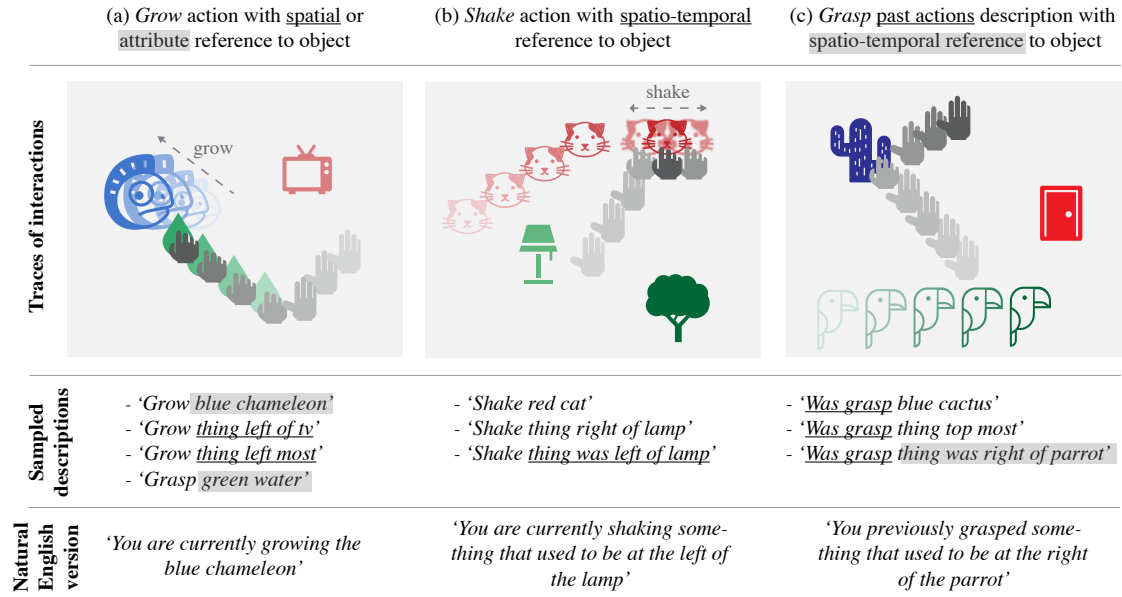 (a) Grow action with spatial or
attribute reference to object
(b) Shake action with spatio-temporal
reference to object
(c) Grasp past actions description with
spatio-temporal reference to object
Traces of interactions
grow
shake
Sampled
descriptions
- ‘Grow blue chameleon’
- ‘Grow thing left of tv’
- ‘Grow thing left most’
- ‘Grasp green water’
- ‘Shake red cat’
- ‘Shake thing right of lamp’
- ‘Shake thing was left of lamp’
- ‘Was grasp blue cactus’
- ‘Was grasp thing top most’
- ‘Was grasp thing was right of parrot’
Natural
English
version
‘You are currently growing the
blue chameleon’
‘You are currently shaking some-
thing that used to be at the left of
the lamp’
‘You previously grasped some-
thing that used to be at the right
of the parrot’